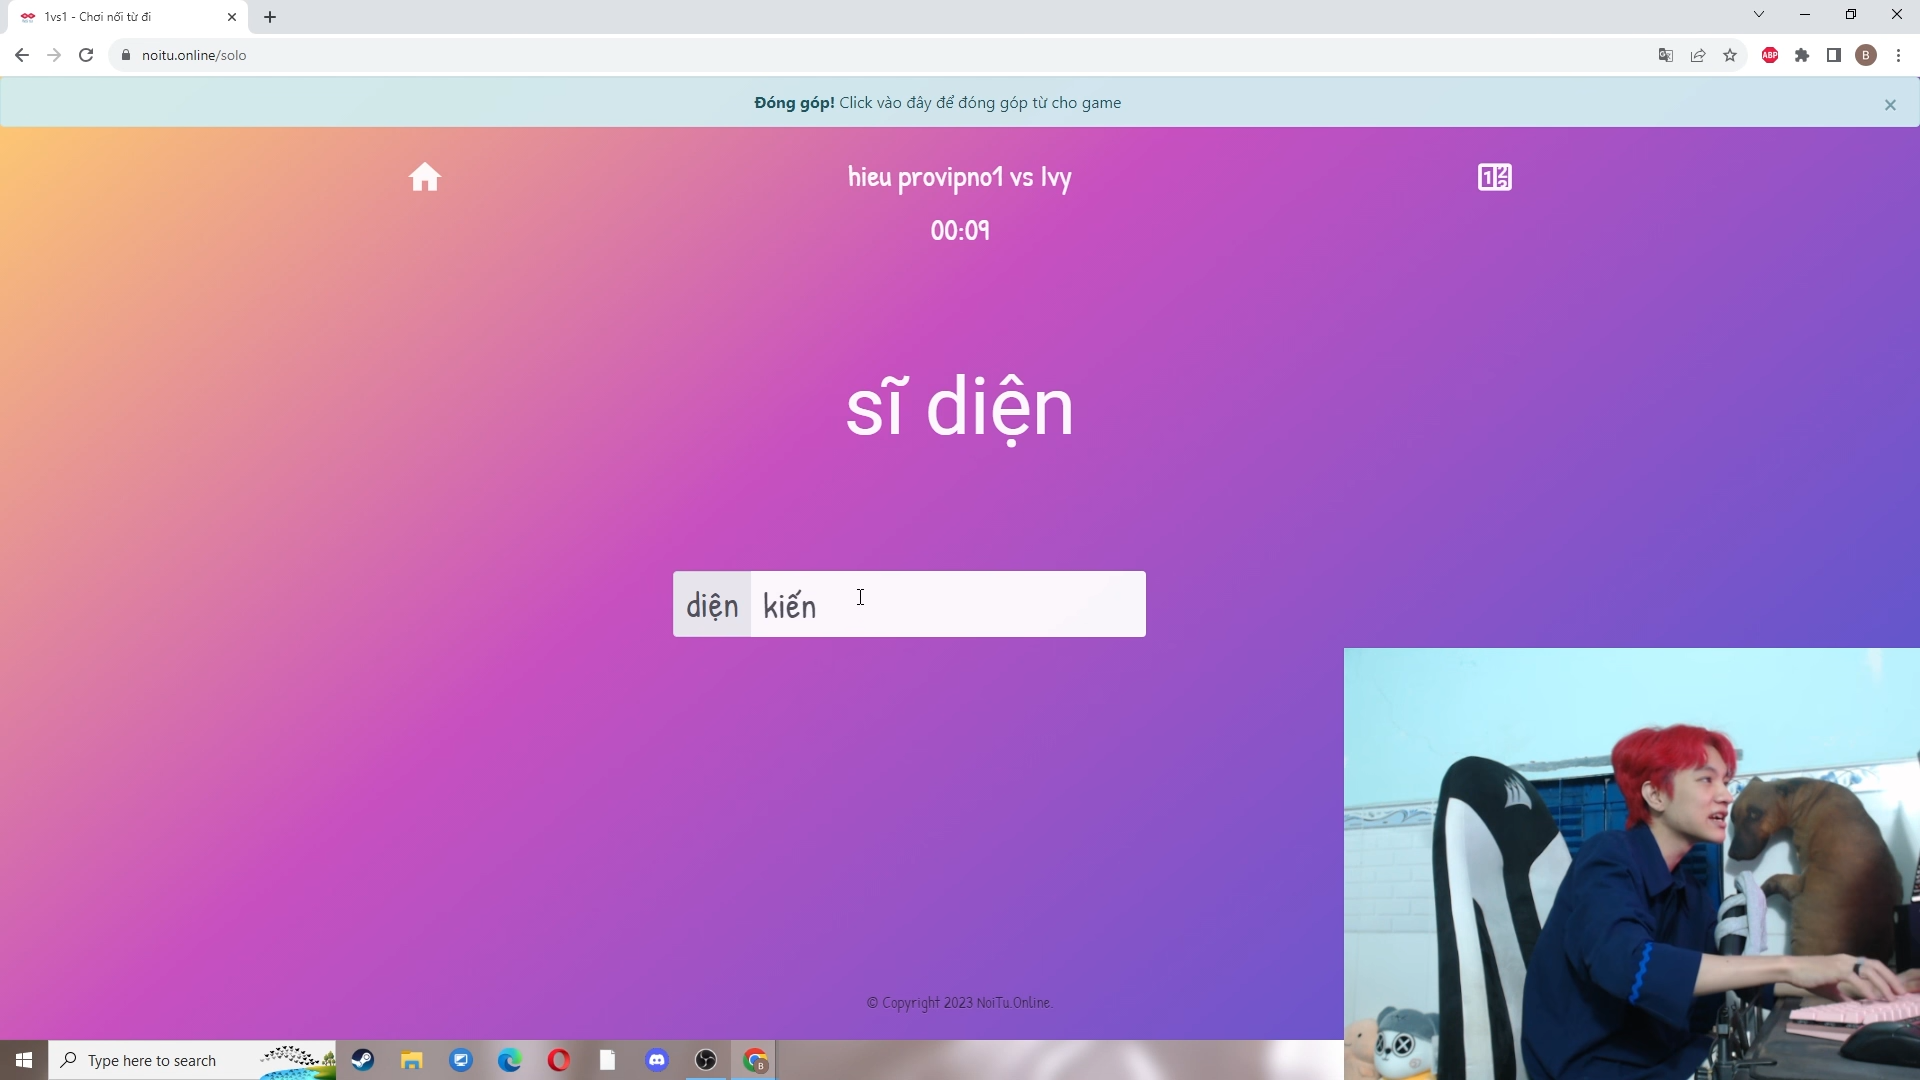 1vs1 - Chơi nối từ đi
noitu.online/solo
ABP
B
Đóng góp! Click vào đây để đóng góp từ cho game
hieu provipno1 vs Ivy
00:09
sĩ diện
diện kiến
© Copyright 2023 NoiTu.Online.
Type here to search